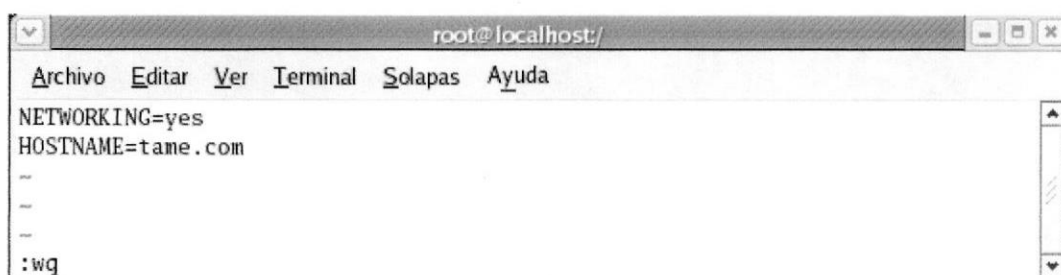 root@localhost:/
Archivo Editar Ver Terminal Solapas Ayuda
NETWORKING=yes
HOSTNAME=tame.com
~
~
~
:wq